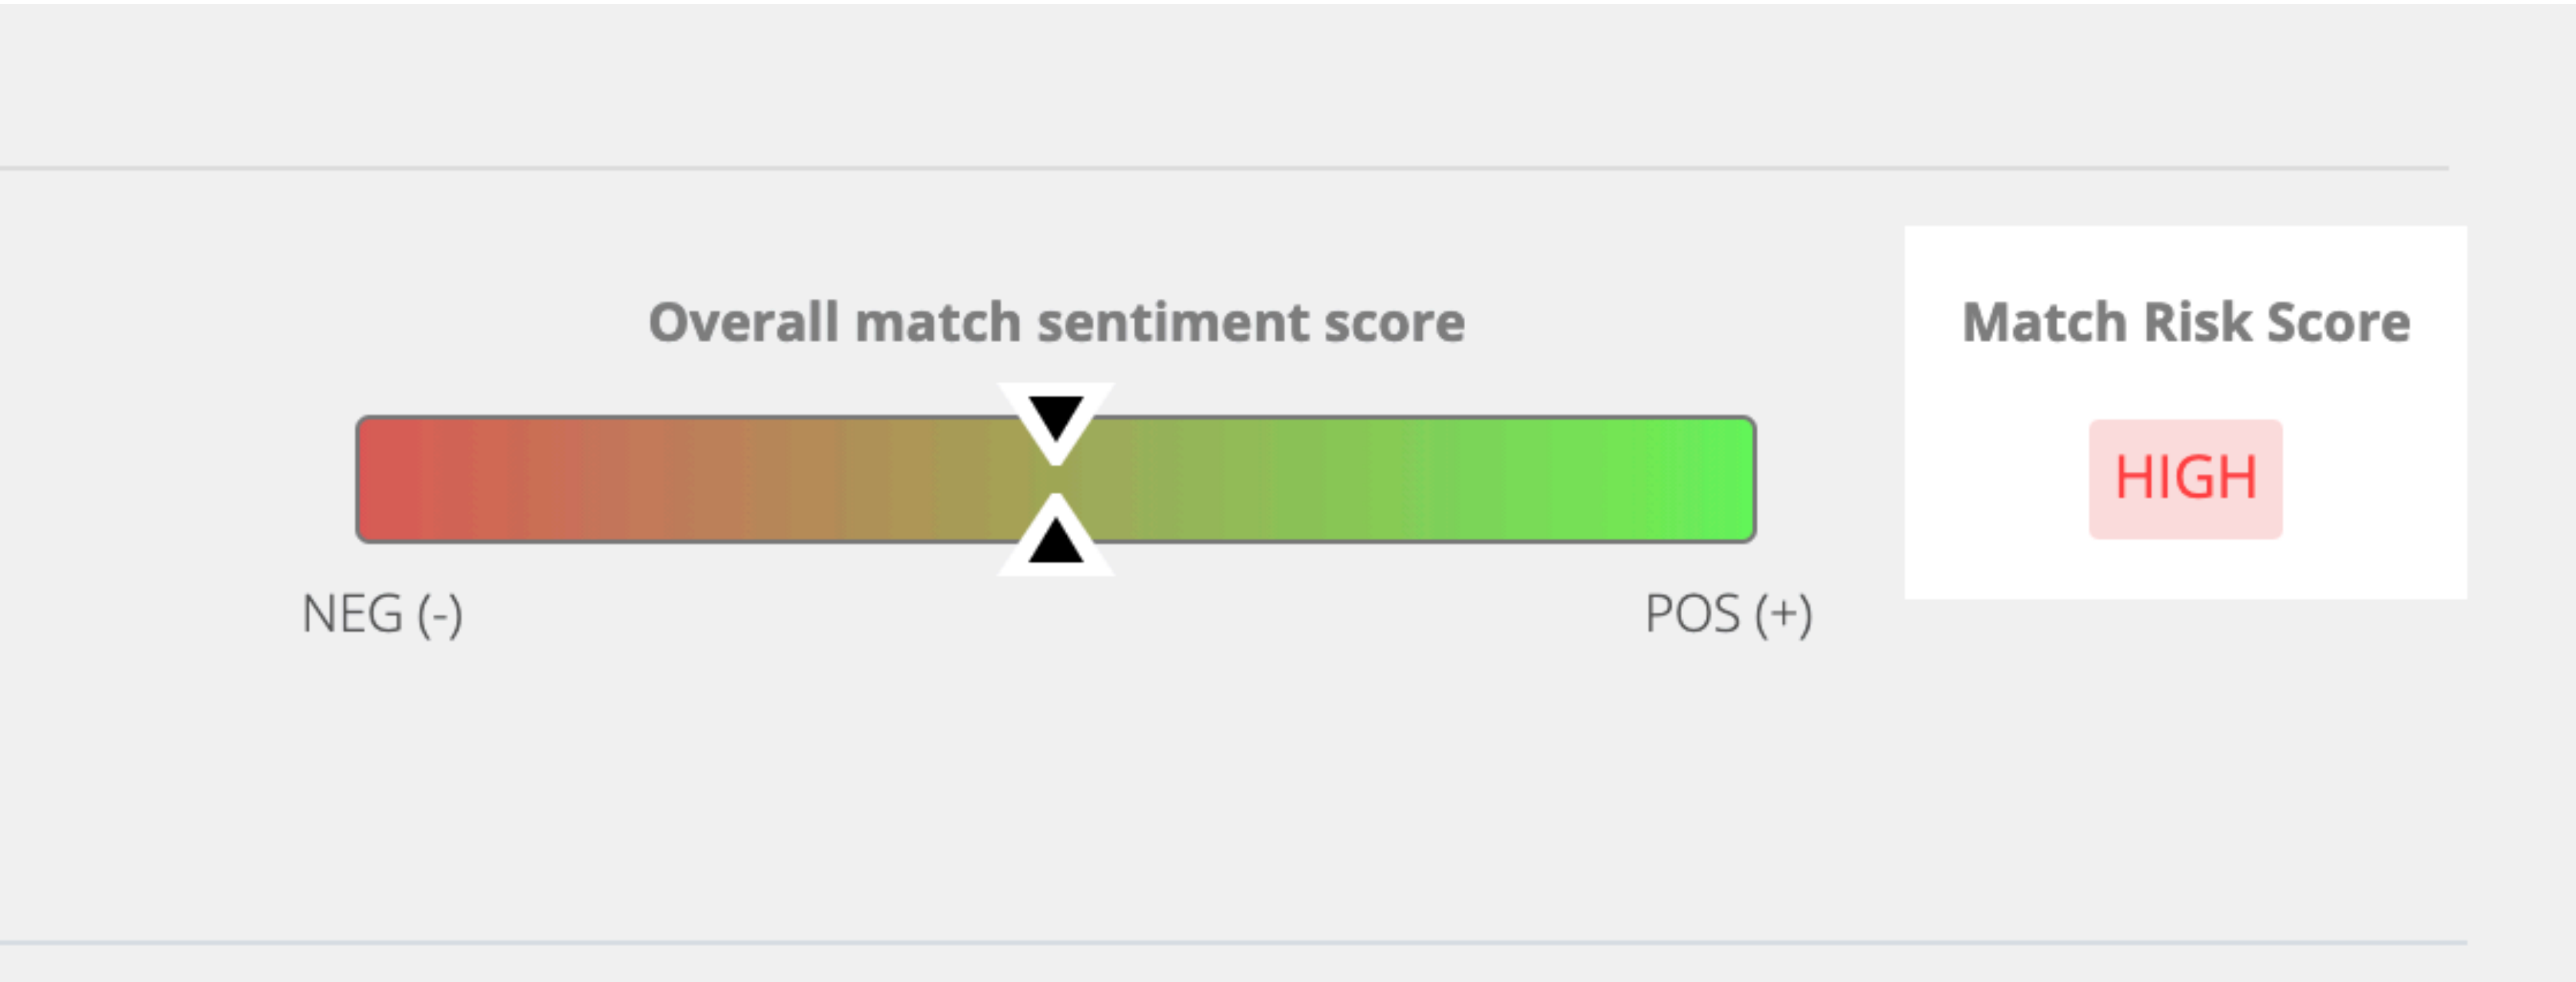 Overall match sentiment score
NEG (-)
POS (+)
Match Risk Score
HIGH